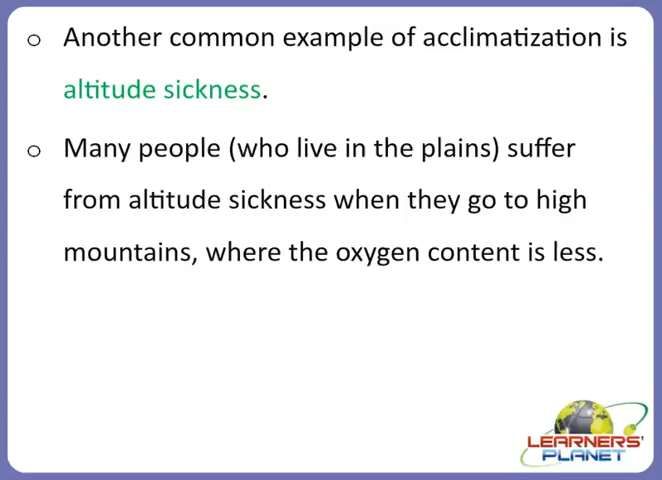 o Another common example of acclimatization is
altitude sickness.
o Many people (who live in the plains) suffer
from altitude sickness when they go to high
mountains, where the oxygen content is less.
LEARNERS'
PLANET